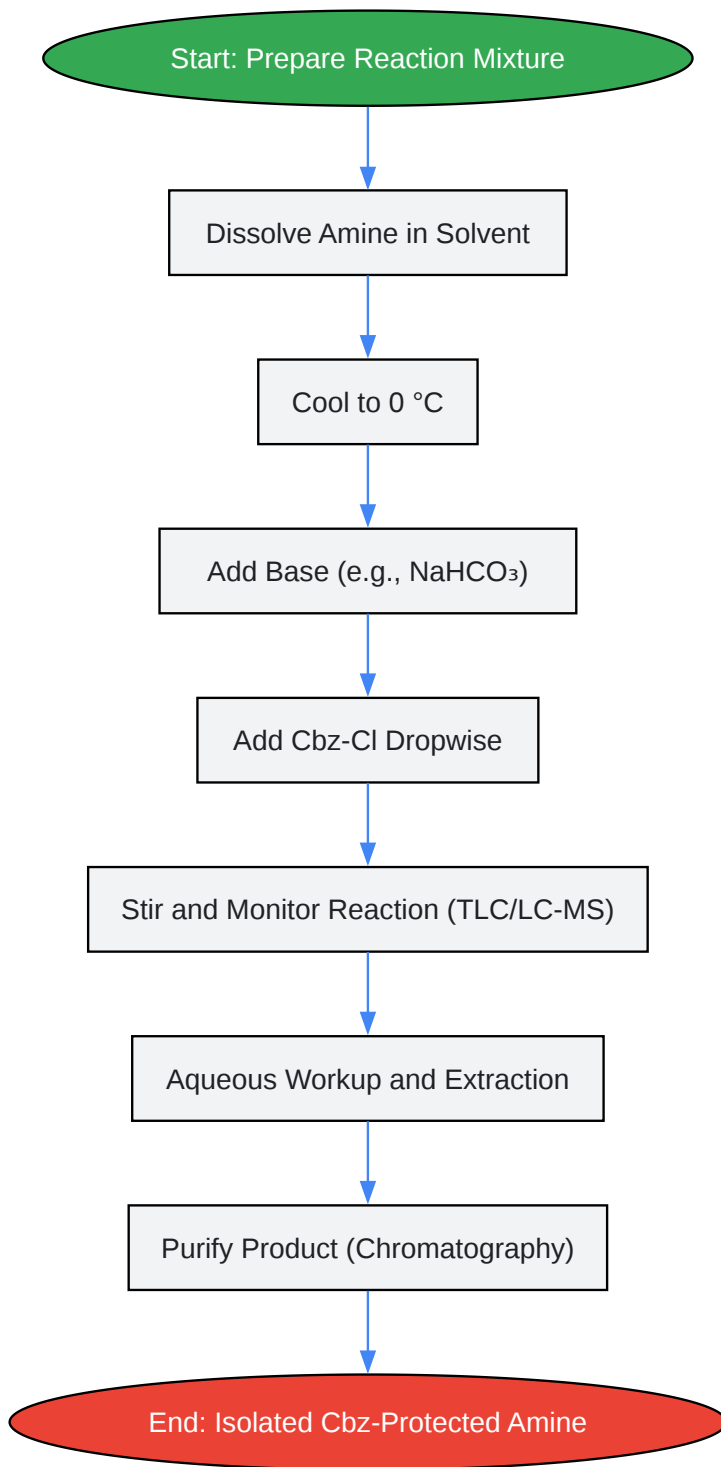 Start: Prepare Reaction Mixture
Dissolve Amine in Solvent
Cool to 0 °C
Add Base (e.g., NaHCO₃)
Add Cbz-Cl Dropwise
Stir and Monitor Reaction (TLC/LC-MS)
Aqueous Workup and Extraction
Purify Product (Chromatography)
End: Isolated Cbz-Protected Amine